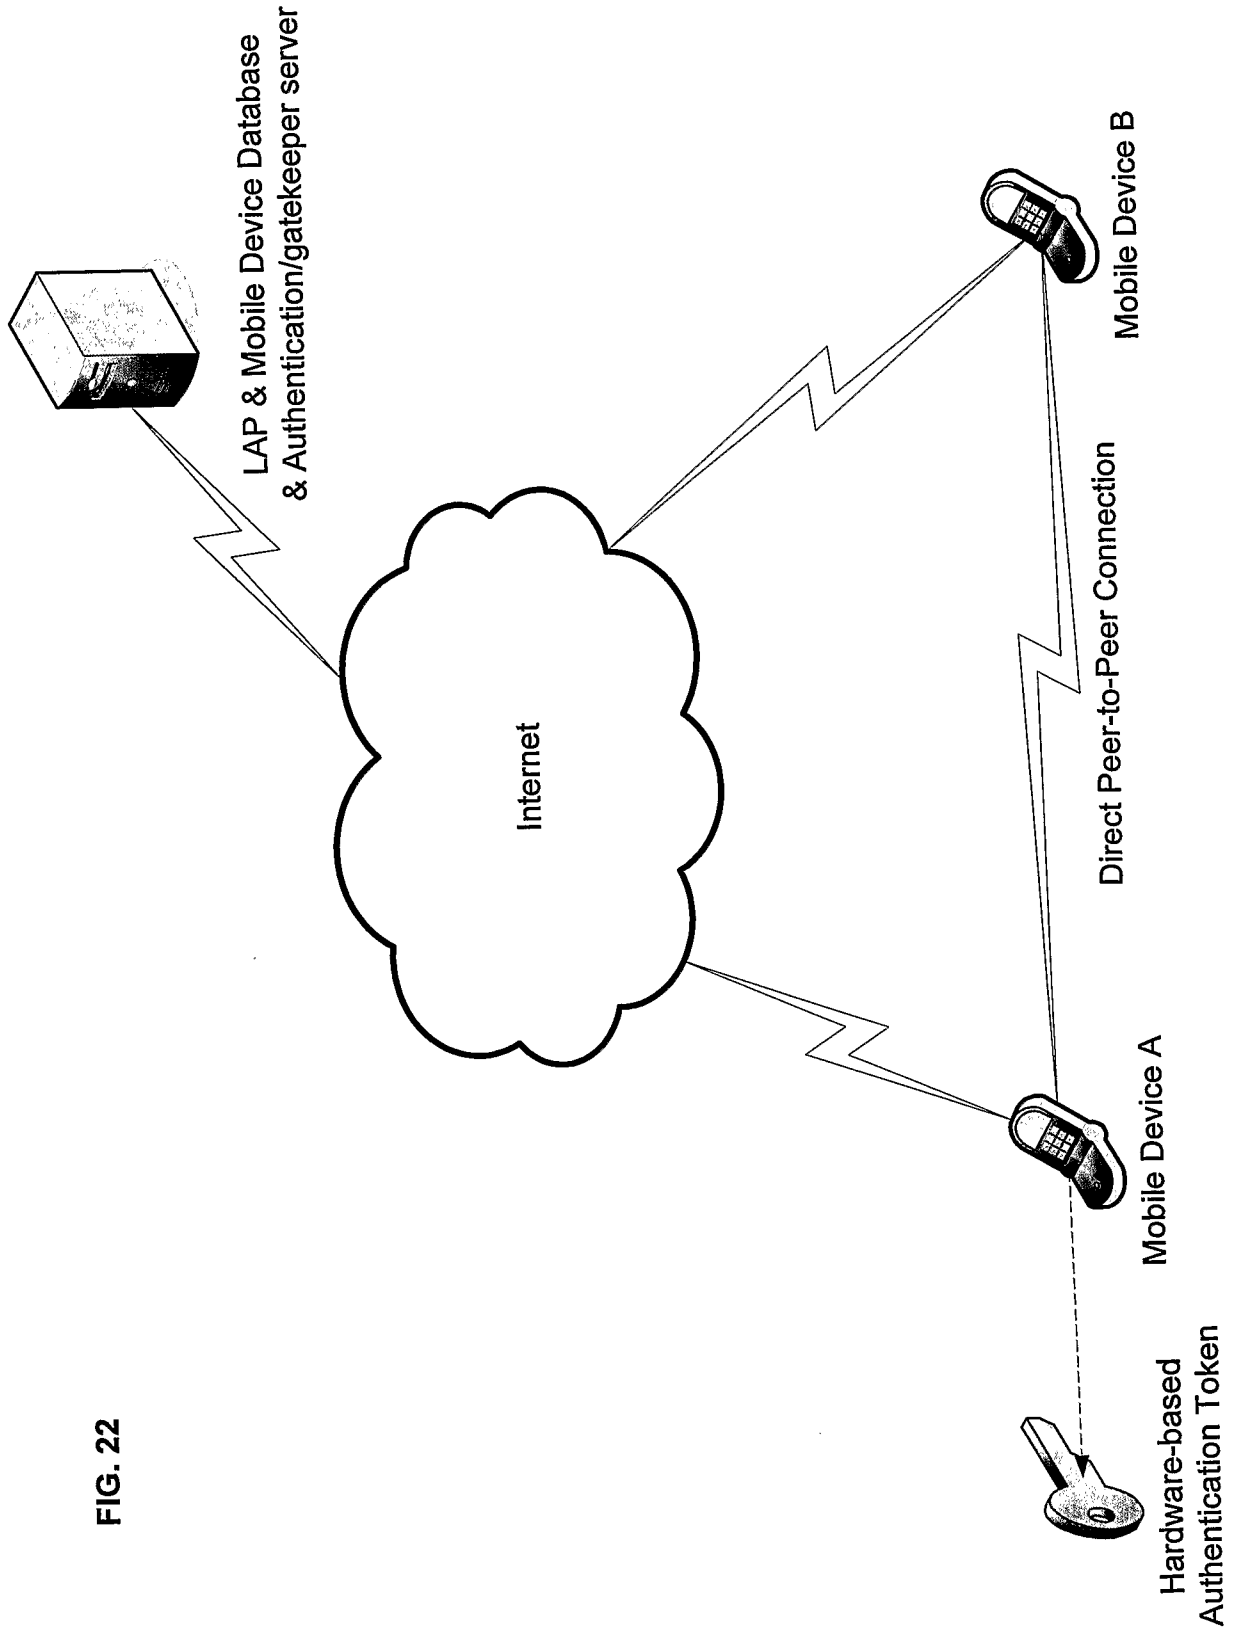 FIG. 22
LAP & Mobile Device Database
& Authentication/gatekeeper server
Internet
Mobile Device B
Direct Peer-to-Peer Connection
Mobile Device A
Hardware-based
Authentication Token